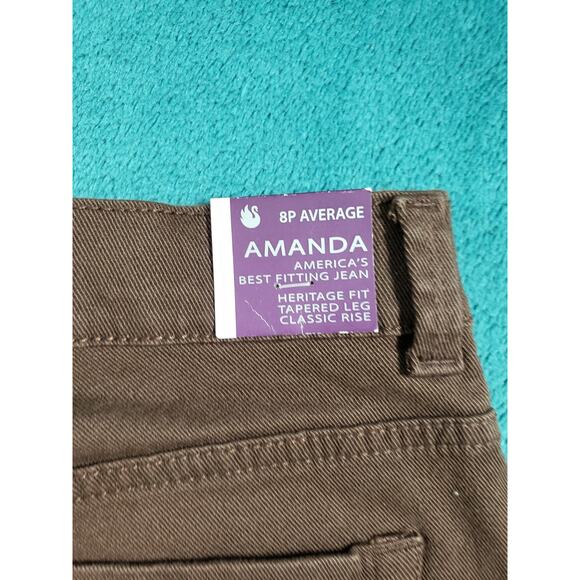 8P AVERAGE
AMANDA
AMERICA'S
BEST FITTING JEAN
HERITAGE FIT
TAPERED LEG
CLASSIC RISE